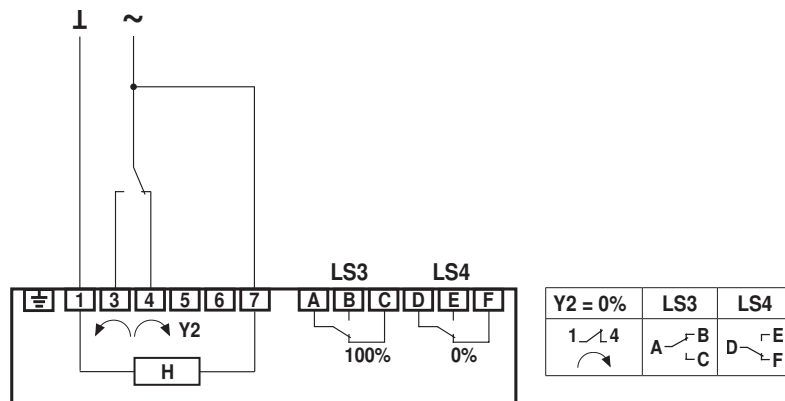 ⊥ ~
LS3 LS4
1 3 4 5 6 7 A B C D E F
Y2
100% 0%
H
Y2 = 0% LS3 LS4
1 4 A B C D E F